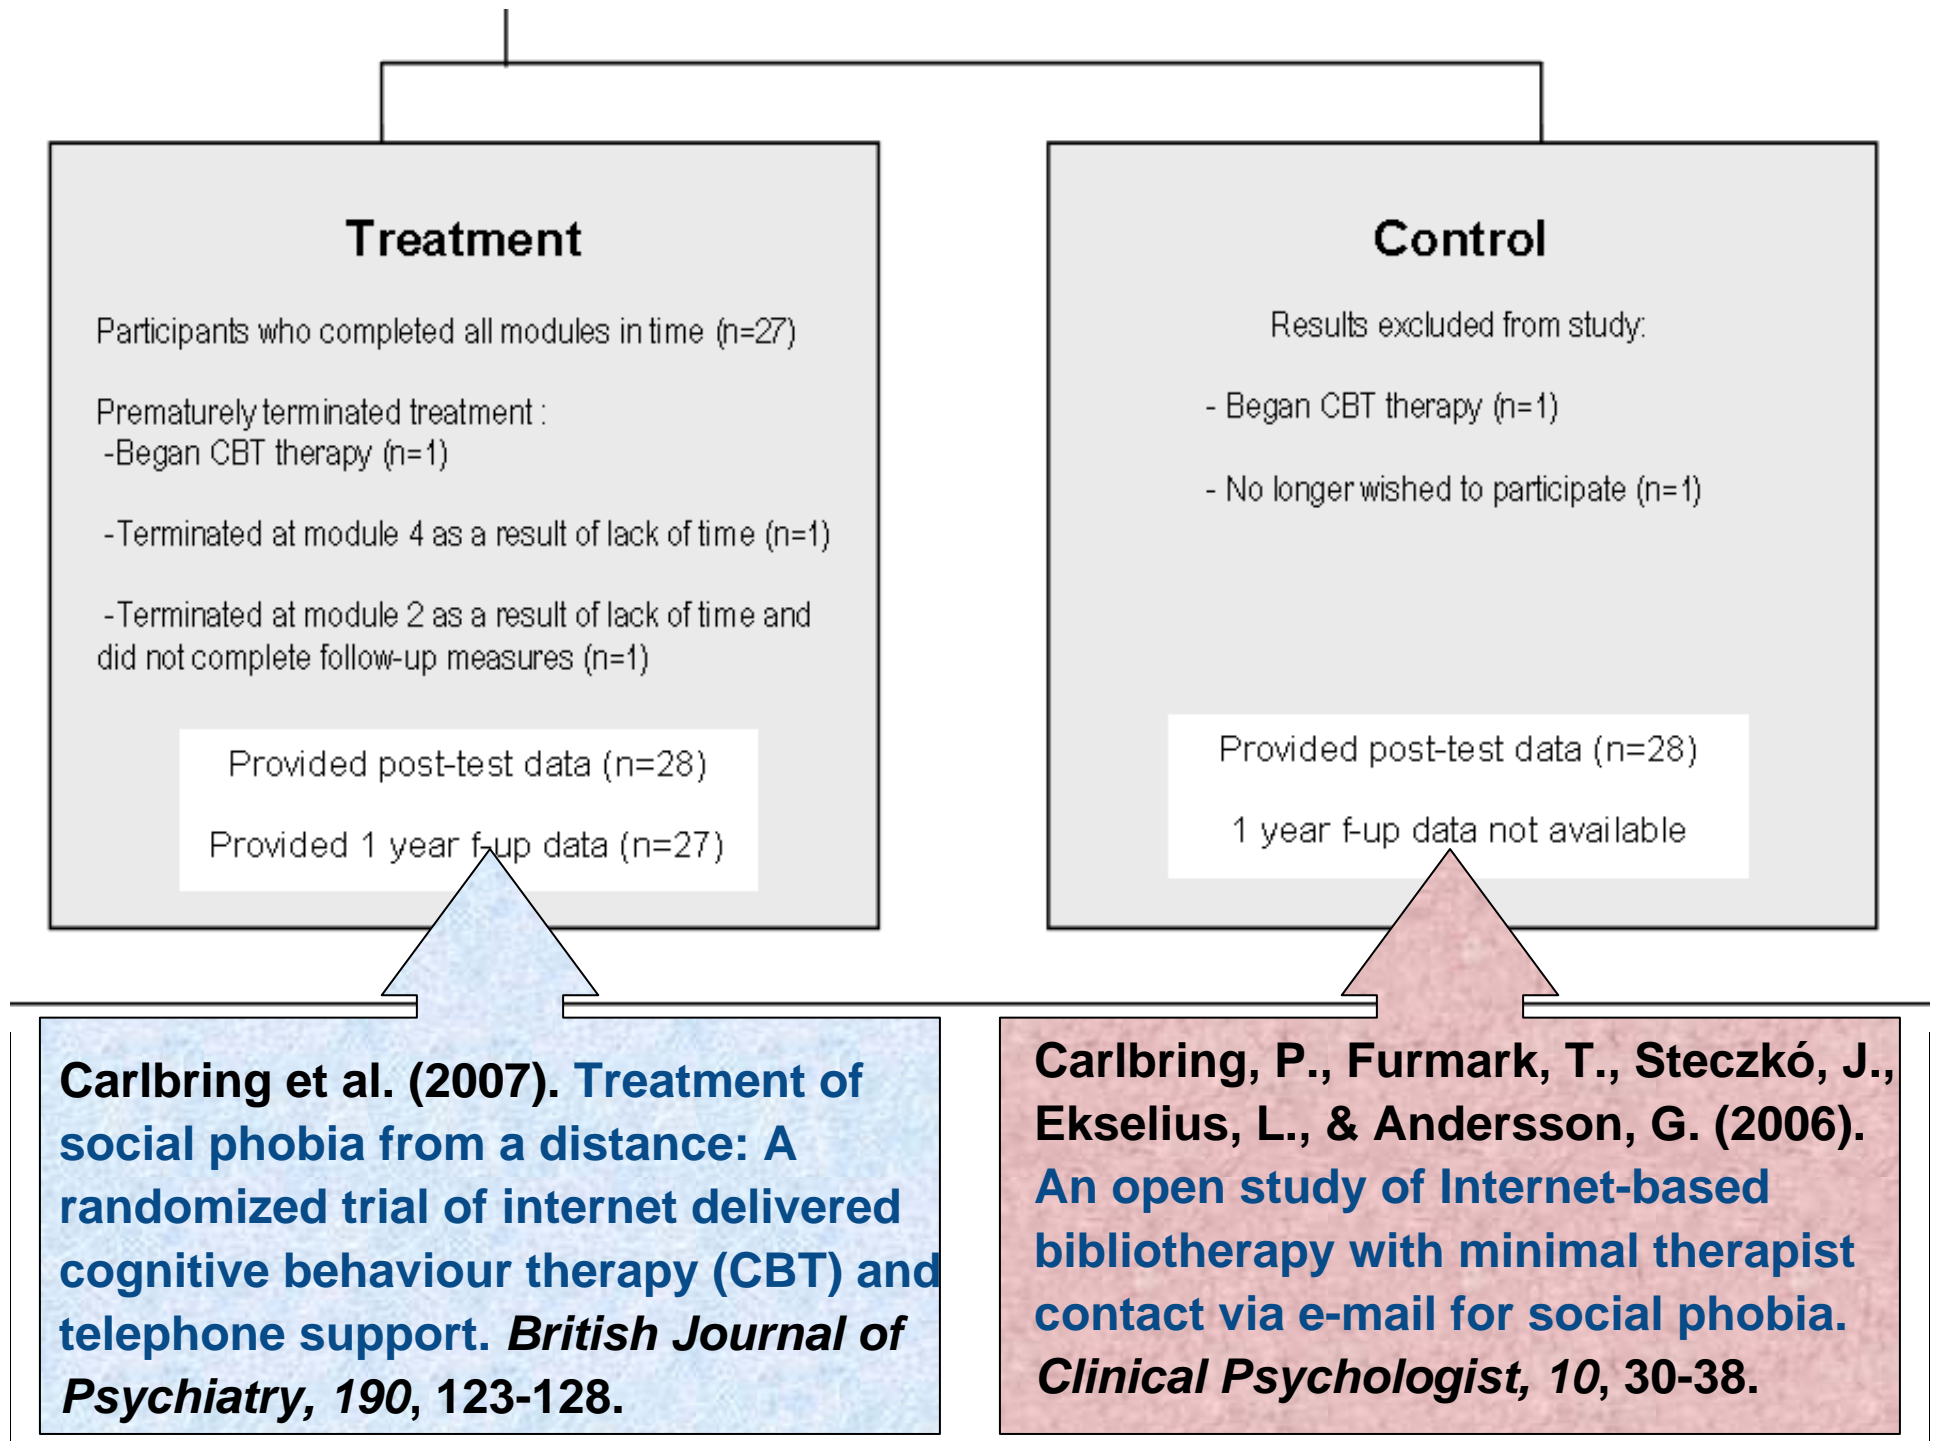 Treatment
Participants who completed all modules in time (n=27)
Prematurely terminated treatment :
-Began CBT therapy (n=1)
-Terminated at module 4 as a result of lack of time (n=1)
-Terminated at module 2 as a result of lack of time and
did not complete follow-up measures (n=1)
Provided post-test data (n=28)
Provided 1 year f-up data (n=27)
Control
Results excluded from study:
- Began CBT therapy (n=1)
- No longer wished to participate (n=1)
Provided post-test data (n=28)
1 year f-up data not available
Carlbring et al. (2007). Treatment of
social phobia from a distance: A
randomized trial of internet delivered
cognitive behaviour therapy (CBT) and
telephone support. British Journal of
Psychiatry, 190, 123-128.
Carlbring, P., Furmark, T., Steczkó, J.,
Ekselius, L., & Andersson, G. (2006).
An open study of Internet-based
bibliotherapy with minimal therapist
contact via e-mail for social phobia.
Clinical Psychologist, 10, 30-38.